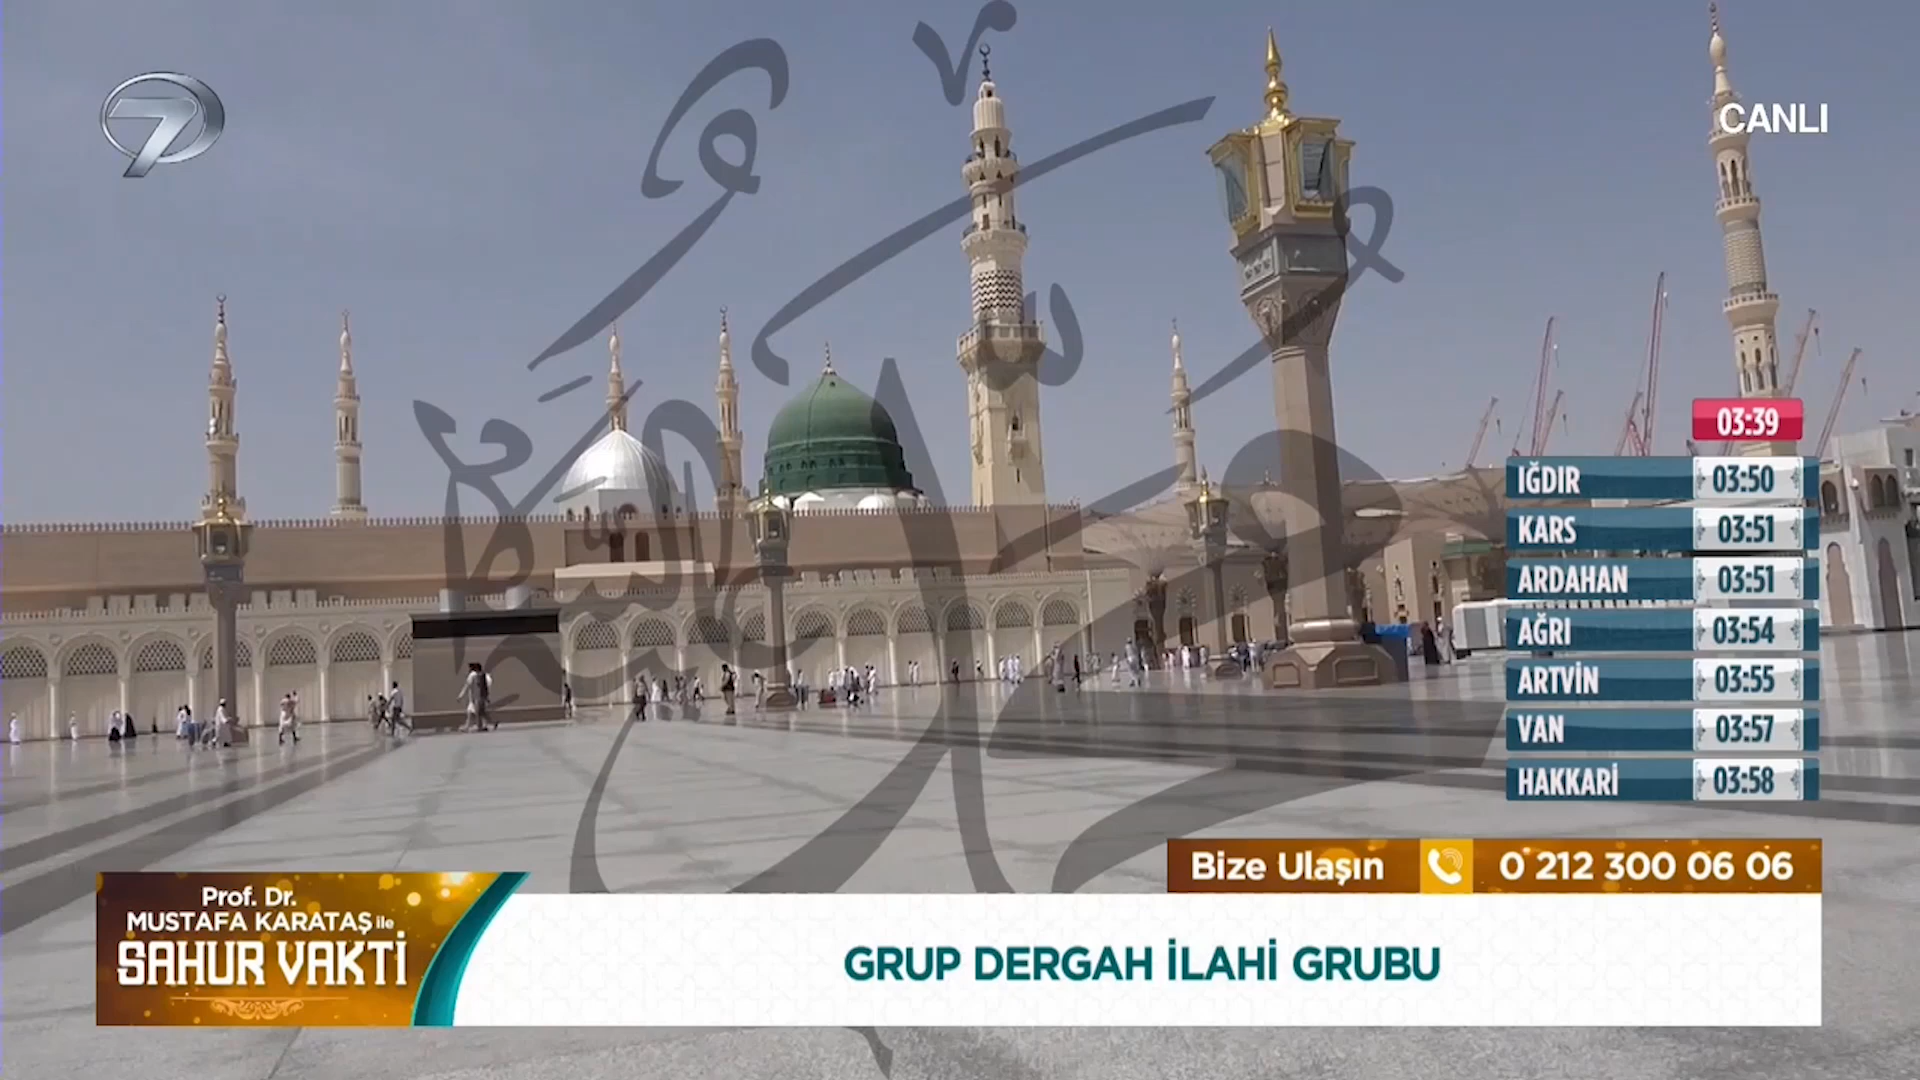 7
CANLI
03:39
IĞDIR 03:50
KARS 03:51
ARDAHAN 03:51
AĞRI 03:54
ARTVİN 03:55
VAN 03:57
HAKKARİ 03:58
Bize Ulaşın 0 212 300 06 06
Prof. Dr.
MUSTAFA KARATAŞ ile
SAHUR VAKTİ
GRUP DERGAH İLAHİ GRUBU